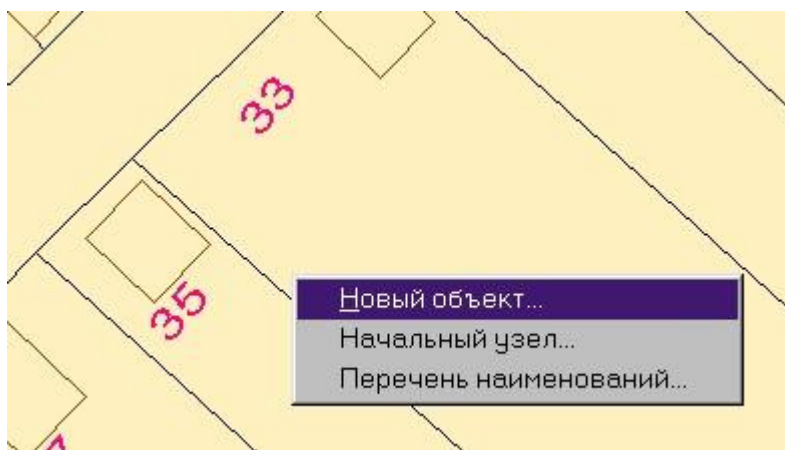 33
35
Новый объект...
Начальный узел...
Перечень наименований...